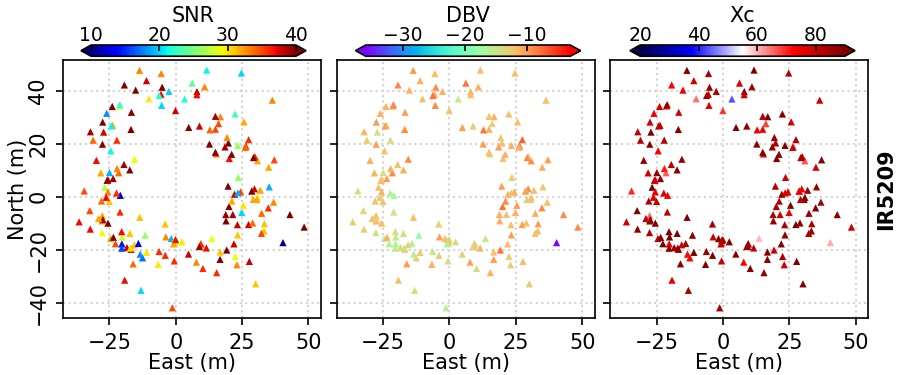 SNR DBV Xc
10 20 30 40 −30 −20 −10 20 40 60 80
40
20
0
−20
−40
North (m)
IR5209
−25 0 25 50 −25 0 25 50 −25 0 25 50
East (m) East (m) East (m)